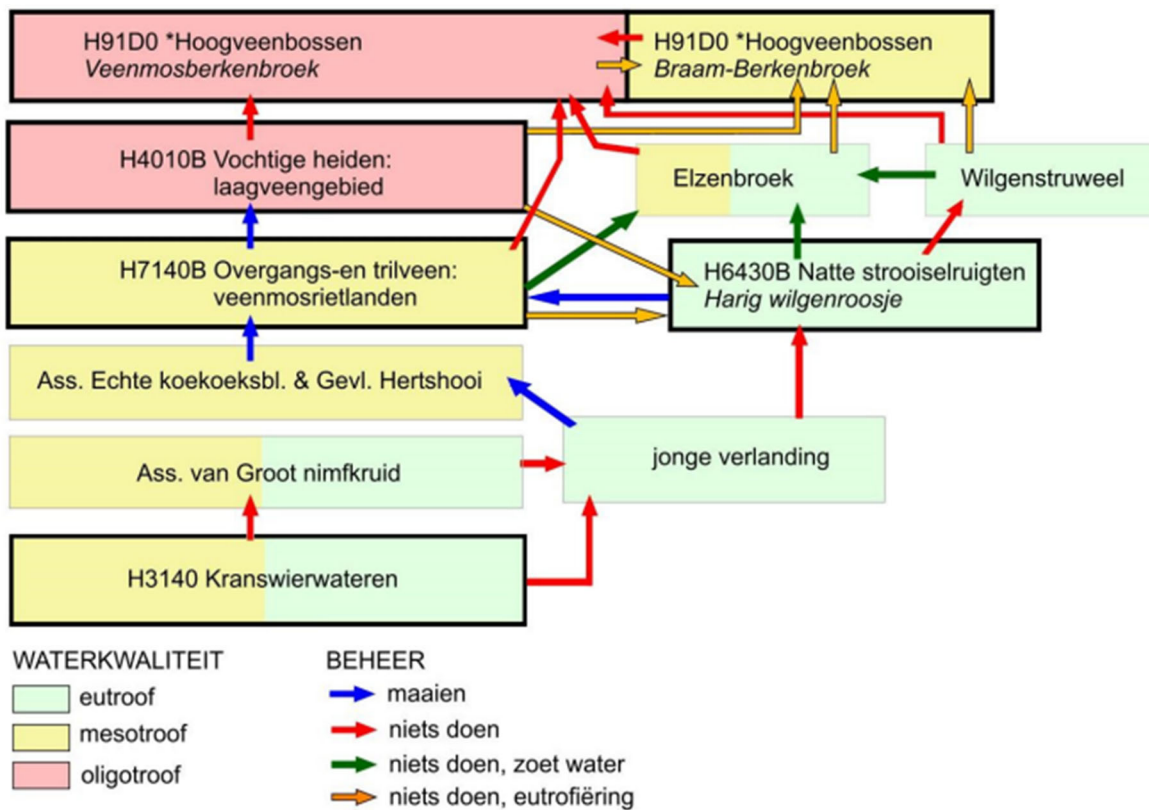 H91D0 *Hoogveenbossen
Veenmosberkenbroek
H91D0 *Hoogveenbossen
Braam-Berkenbroek
H4010B Vochtige heiden:
laagveengebied
Elzenbroek
Wilgenstruweel
H7140B Overgangs-en trilveen:
veenmosrietlanden
H6430B Natte strooiselruigten
Harig wilgenroosje
Ass. Echte koekoeksbl. & Gevl. Hertshooi
Ass. van Groot nimfkruid
jonge verlanding
H3140 Kranswierwateren
WATERKWALITEIT
eutroof
mesotroof
oligotroof
BEHEER
maaien
niets doen
niets doen, zoet water
niets doen, eutrofiëring